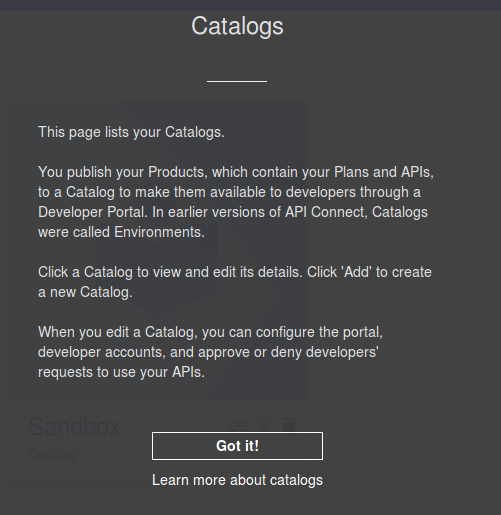 Catalogs
This page lists your Catalogs.
You publish your Products, which contain your Plans and APIs,
to a Catalog to make them available to developers through a
Developer Portal. In earlier versions of API Connect, Catalogs
were called Environments.
Click a Catalog to view and edit its details. Click 'Add' to create
a new Catalog.
When you edit a Catalog, you can configure the portal,
developer accounts, and approve or deny developers'
requests to use your APIs.
Sandbox
Catalog
Got it!
Learn more about catalogs